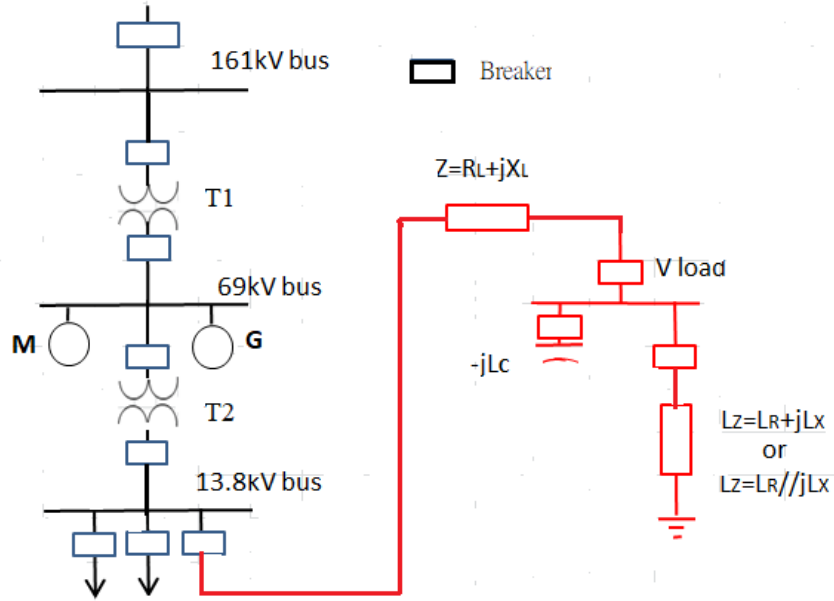 161kV bus
Breaker
Z=RL+jXL
T1
V load
69kV bus
M
G
-jLc
T2
LZ=LR+jLX
or
LZ=LR//jLX
13.8kV bus